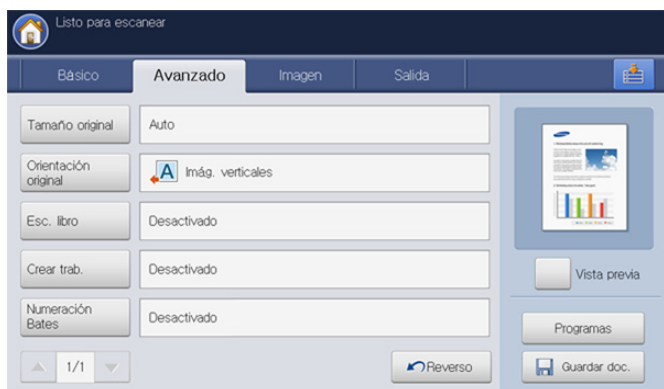 Listo para escanear
Básico
Avanzado
Imagen
Salida
Tamaño original
Auto
Orientación
original
A
Imág. verticales
Esc. libro
Desactivado
Crear trab.
Desactivado
Numeración
Bates
Desactivado
1/1
Reverso
Vista previa
Programas
Guardar doc.